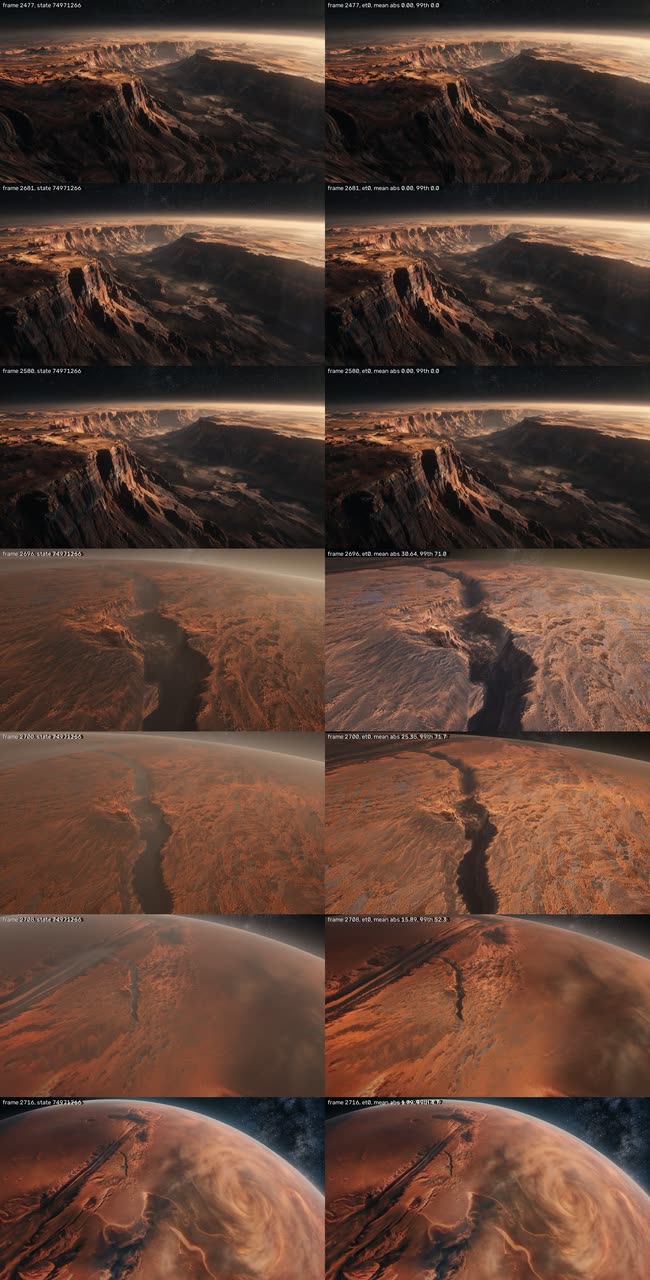 frame 2477, state 74971266
frame 2477, et0, mean abs 0.00, 99th 0.0
frame 2681, state 74971266
frame 2681, et0, mean abs 0.00, 99th 0.0
frame 2580, state 74971266
frame 2580, et0, mean abs 0.00, 99th 0.0
frame 2696, state 74971266
frame 2696, et0, mean abs 30.64, 99th 71.0
frame 2700, state 74971266
frame 2700, et0, mean abs 25.35, 99th 71.7
frame 2708, state 74971266
frame 2708, et0, mean abs 15.89, 99th 52.3
frame 2716, state 74971266
frame 2716, et0, mean abs